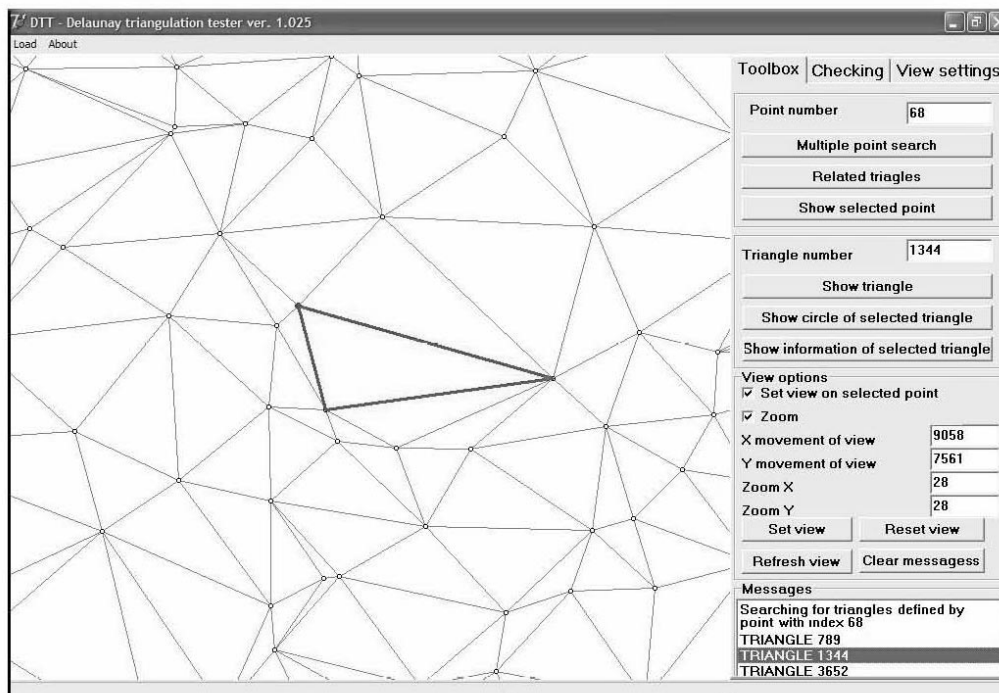 DTT - Delaunay triangulation tester ver. 1.025
Load About
Toolbox Checking View settings
Point number 68
Multiple point search
Related triagles
Show selected point
Triangle number 1344
Show triangle
Show circle of selected triangle
Show information of selected triangle
View options
Set view on selected point
Zoom
X movement of view 9058
Y movement of view 7561
Zoom X 28
Zoom Y 28
Set view Reset view
Refresh view Clear messagess
Messages
Searching for triangles defined by
point with index 68
TRIANGLE 789
TRIANGLE 1344
TRIANGLE 3652